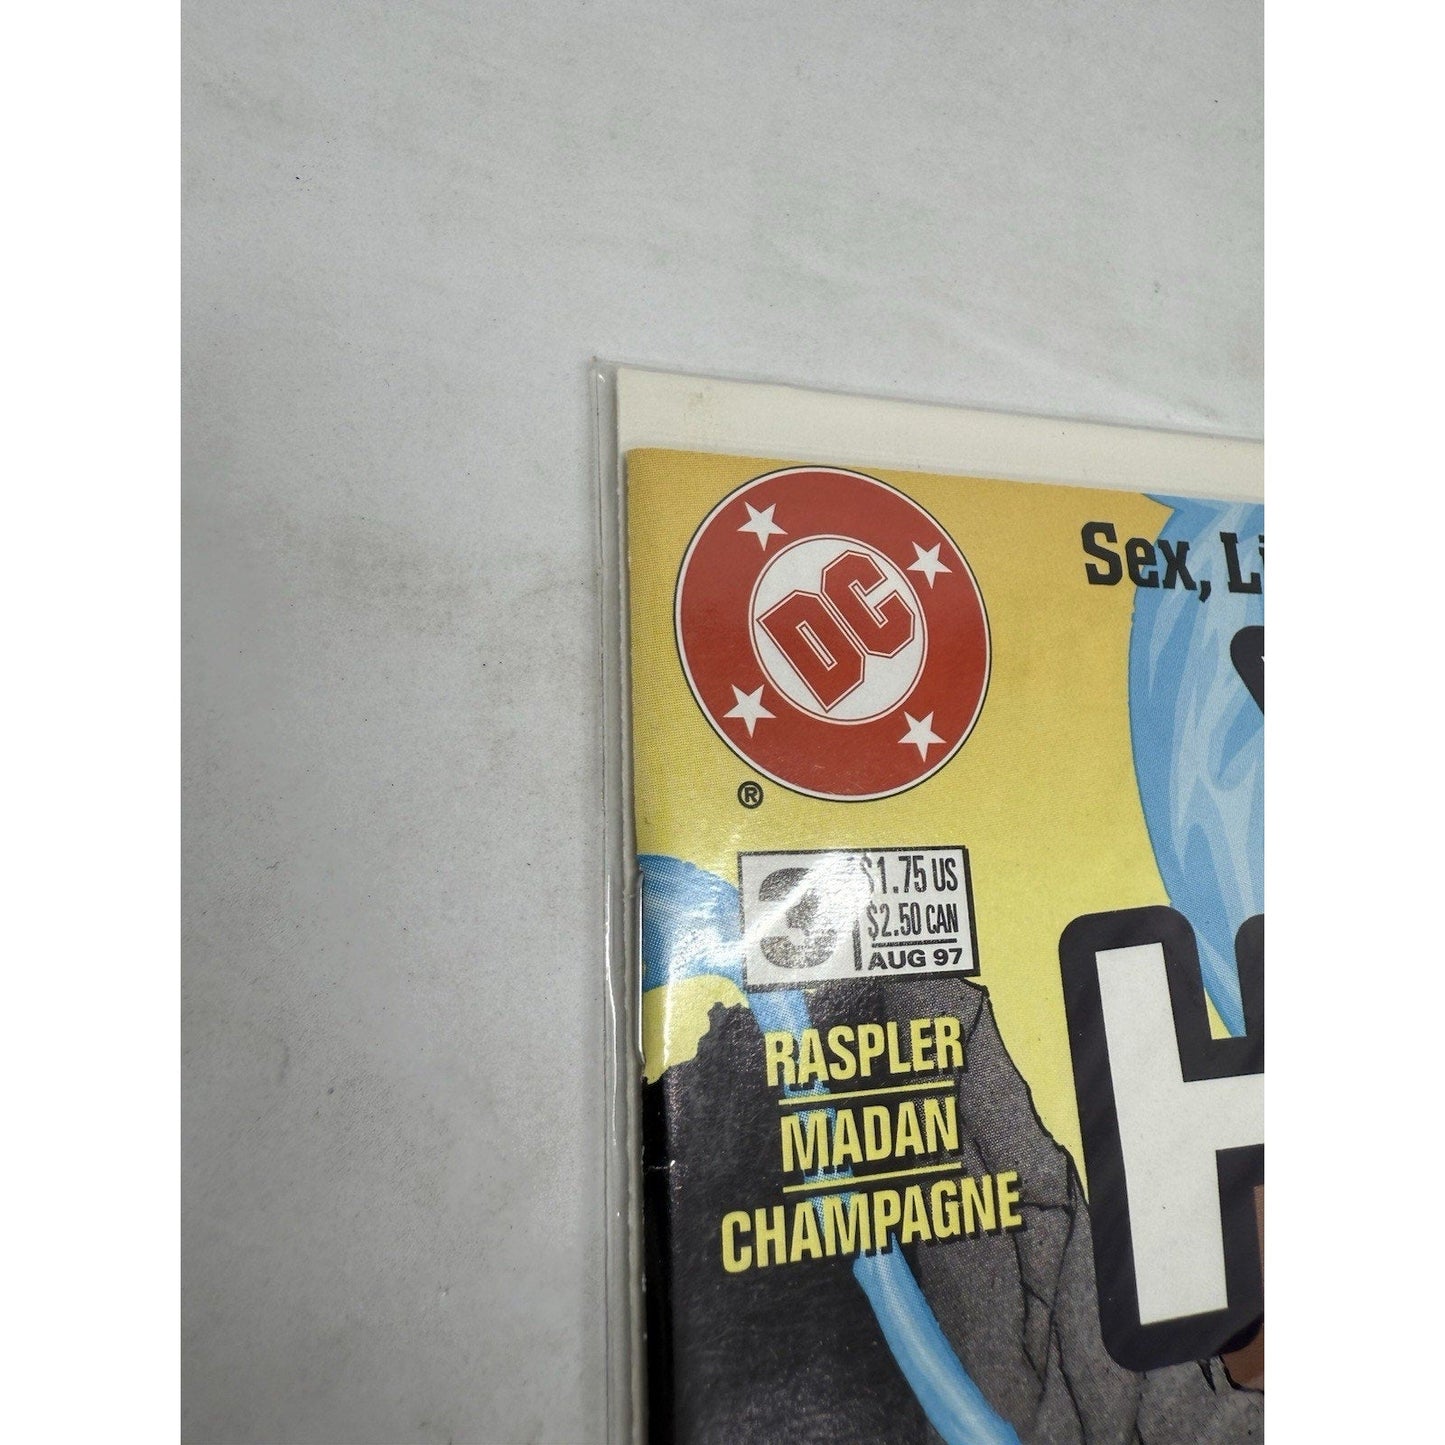 DC
®
Sex, Li
3
$1.75 US
$2.50 CAN
AUG 97
RASPLER
MADAN
CHAMPAGNE
H